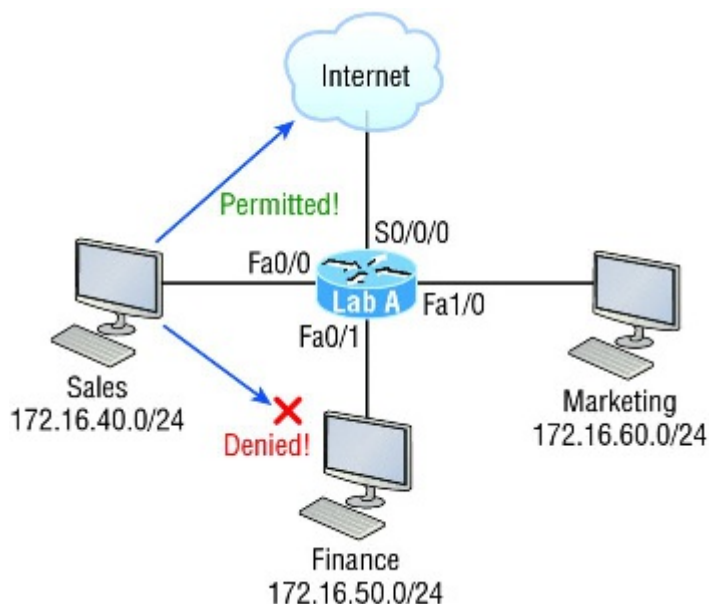 Internet
Permitted!
S0/0/0
Fa0/0
Lab A
Fa1/0
Fa0/1
Sales
172.16.40.0/24
Denied!
Marketing
172.16.60.0/24
Finance
172.16.50.0/24